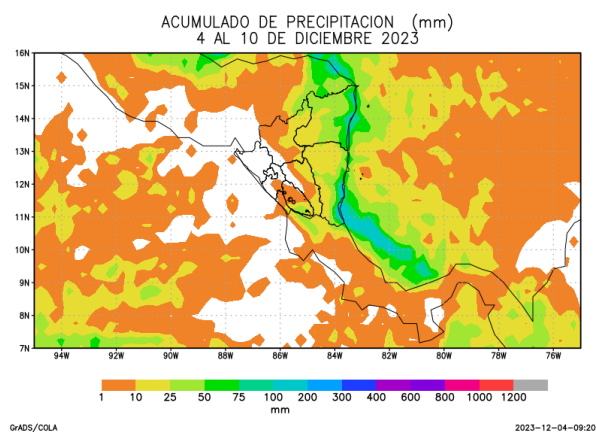 ACUMULADO DE PRECIPITACION (mm)
4 AL 10 DE DICIEMBRE 2023
16N
15N
14N
13N
12N
11N
10N
9N
8N
7N
94W 92W 90W 88W 86W 84W 82W 80W 78W 76W
1 10 25 50 75 100 200 300 400 600 800 1000 1200
mm
GrADS/COLA 2023-12-04-09:20